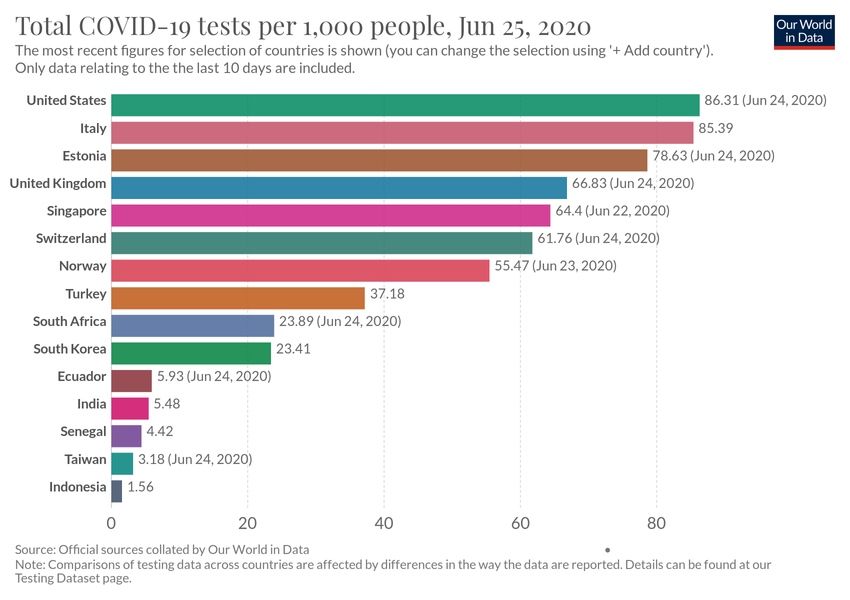 Total COVID-19 tests per 1,000 people, Jun 25, 2020
Our World
in Data
The most recent figures for selection of countries is shown (you can change the selection using '+ Add country').
Only data relating to the the last 10 days are included.
United States 86.31 (Jun 24, 2020)
Italy 85.39
Estonia 78.63 (Jun 24, 2020)
United Kingdom 66.83 (Jun 24, 2020)
Singapore 64.4 (Jun 22, 2020)
Switzerland 61.76 (Jun 24, 2020)
Norway 55.47 (Jun 23, 2020)
Turkey 37.18
South Africa 23.89 (Jun 24, 2020)
South Korea 23.41
Ecuador 5.93 (Jun 24, 2020)
India 5.48
Senegal 4.42
Taiwan 3.18 (Jun 24, 2020)
Indonesia 1.56
0 20 40 60 80
Source: Official sources collated by Our World in Data •
Note: Comparisons of testing data across countries are affected by differences in the way the data are reported. Details can be found at our
Testing Dataset page.